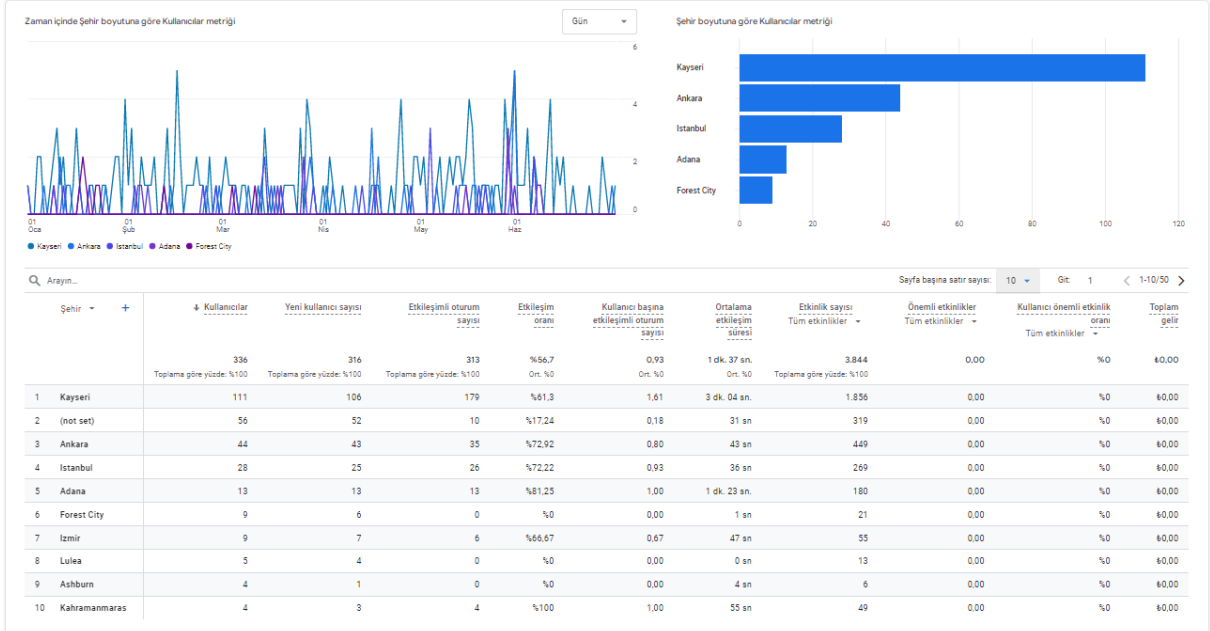 Zaman içinde Şehir boyutuna göre Kullanıcılar metriği
Gün
6
4
2
0
01 01 01 01 01 01
Oca Şub Mar Nis May Haz
Kayseri Ankara Istanbul Adana Forest City
Şehir boyutuna göre Kullanıcılar metriği
0 20 40 60 80 100 120
Kayseri
Ankara
Istanbul
Adana
Forest City
0 20 40 60 80 100 120
Arayın...
Sayfa başına satır sayısı: 10 Git: 1 1-10/50
Şehir + ↓ Kullanıcılar Yeni kullanıcı sayısı Etkileşimli oturum sayısı Etkileşim oranı Kullanıcı başına etkileşimli oturum sayısı Ortalama etkileşim süresi Etkinlik sayısı Tüm etkinlikler Önemli etkinlikler Tüm etkinlikler Kullanıcı önemli etkinlik oranı Tüm etkinlikler Toplam gelir
336 316 313 %56,7 0,93 1 dk. 37 sn. 3.844 0,00 %0 ₺0,00
Toplama göre yüzde: %100 Toplama göre yüzde: %100 Toplama göre yüzde: %100 Ort. %0 Ort. %0 Ort. %0 Toplama göre yüzde: %100
1 Kayseri 111 106 179 %61,3 1,61 3 dk. 04 sn. 1.856 0,00 %0 ₺0,00
2 (not set) 56 52 10 %17,24 0,18 31 sn 319 0,00 %0 ₺0,00
3 Ankara 44 43 35 %72,92 0,80 43 sn 449 0,00 %0 ₺0,00
4 Istanbul 28 25 26 %72,22 0,93 36 sn 269 0,00 %0 ₺0,00
5 Adana 13 13 13 %81,25 1,00 1 dk. 23 sn. 180 0,00 %0 ₺0,00
6 Forest City 9 6 0 %0 0,00 1 sn 21 0,00 %0 ₺0,00
7 Izmir 9 7 6 %66,67 0,67 47 sn 55 0,00 %0 ₺0,00
8 Lulea 5 4 0 %0 0,00 0 sn 13 0,00 %0 ₺0,00
9 Ashburn 4 1 0 %0 0,00 4 sn 6 0,00 %0 ₺0,00
10 Kahramanmaras 4 3 4 %100 1,00 55 sn 49 0,00 %0 ₺0,00